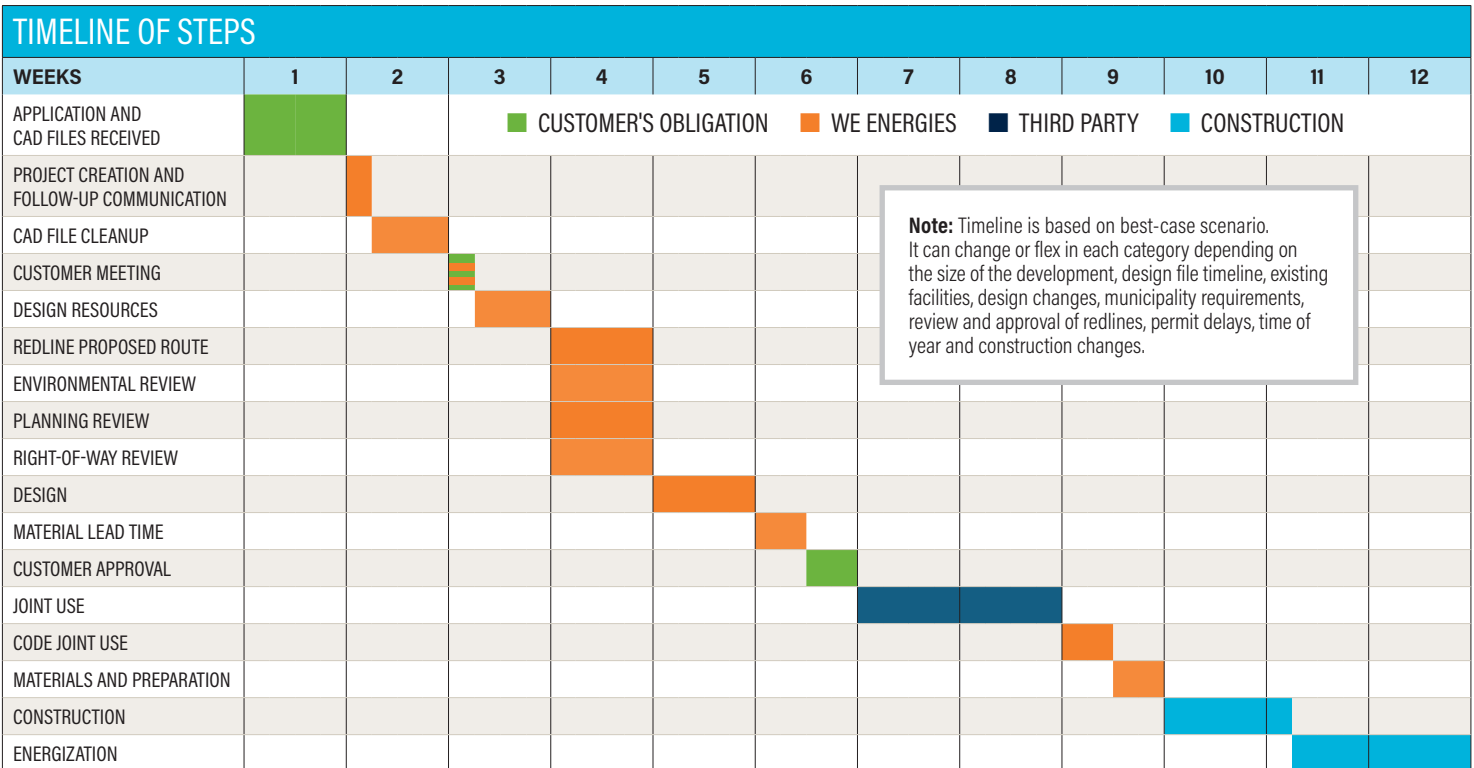 TIMELINE OF STEPS
WEEKS 1 2 3 4 5 6 7 8 9 10 11 12
APPLICATION AND
CAD FILES RECEIVED
CUSTOMER'S OBLIGATION WE ENERGIES THIRD PARTY CONSTRUCTION
PROJECT CREATION AND
FOLLOW-UP COMMUNICATION
CAD FILE CLEANUP
CUSTOMER MEETING
DESIGN RESOURCES
REDLINE PROPOSED ROUTE
ENVIRONMENTAL REVIEW
PLANNING REVIEW
RIGHT-OF-WAY REVIEW
DESIGN
MATERIAL LEAD TIME
CUSTOMER APPROVAL
JOINT USE
CODE JOINT USE
MATERIALS AND PREPARATION
CONSTRUCTION
ENERGIZATION
Note: Timeline is based on best-case scenario.
It can change or flex in each category depending on
the size of the development, design file timeline, existing
facilities, design changes, municipality requirements,
review and approval of redlines, permit delays, time of
year and construction changes.